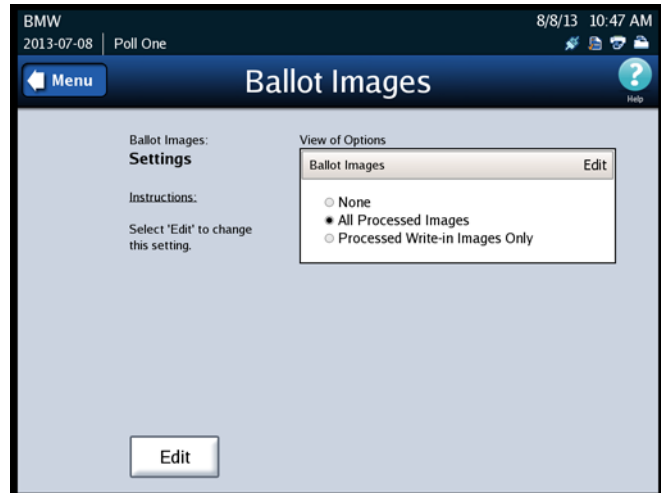 BMW
8/8/13 10:47 AM
2013-07-08 Poll One
Menu
Ballot Images
Help
Ballot Images:
Settings
Instructions:
Select 'Edit' to change
this setting.
View of Options
Ballot Images Edit
None
All Processed Images
Processed Write-in Images Only
Edit